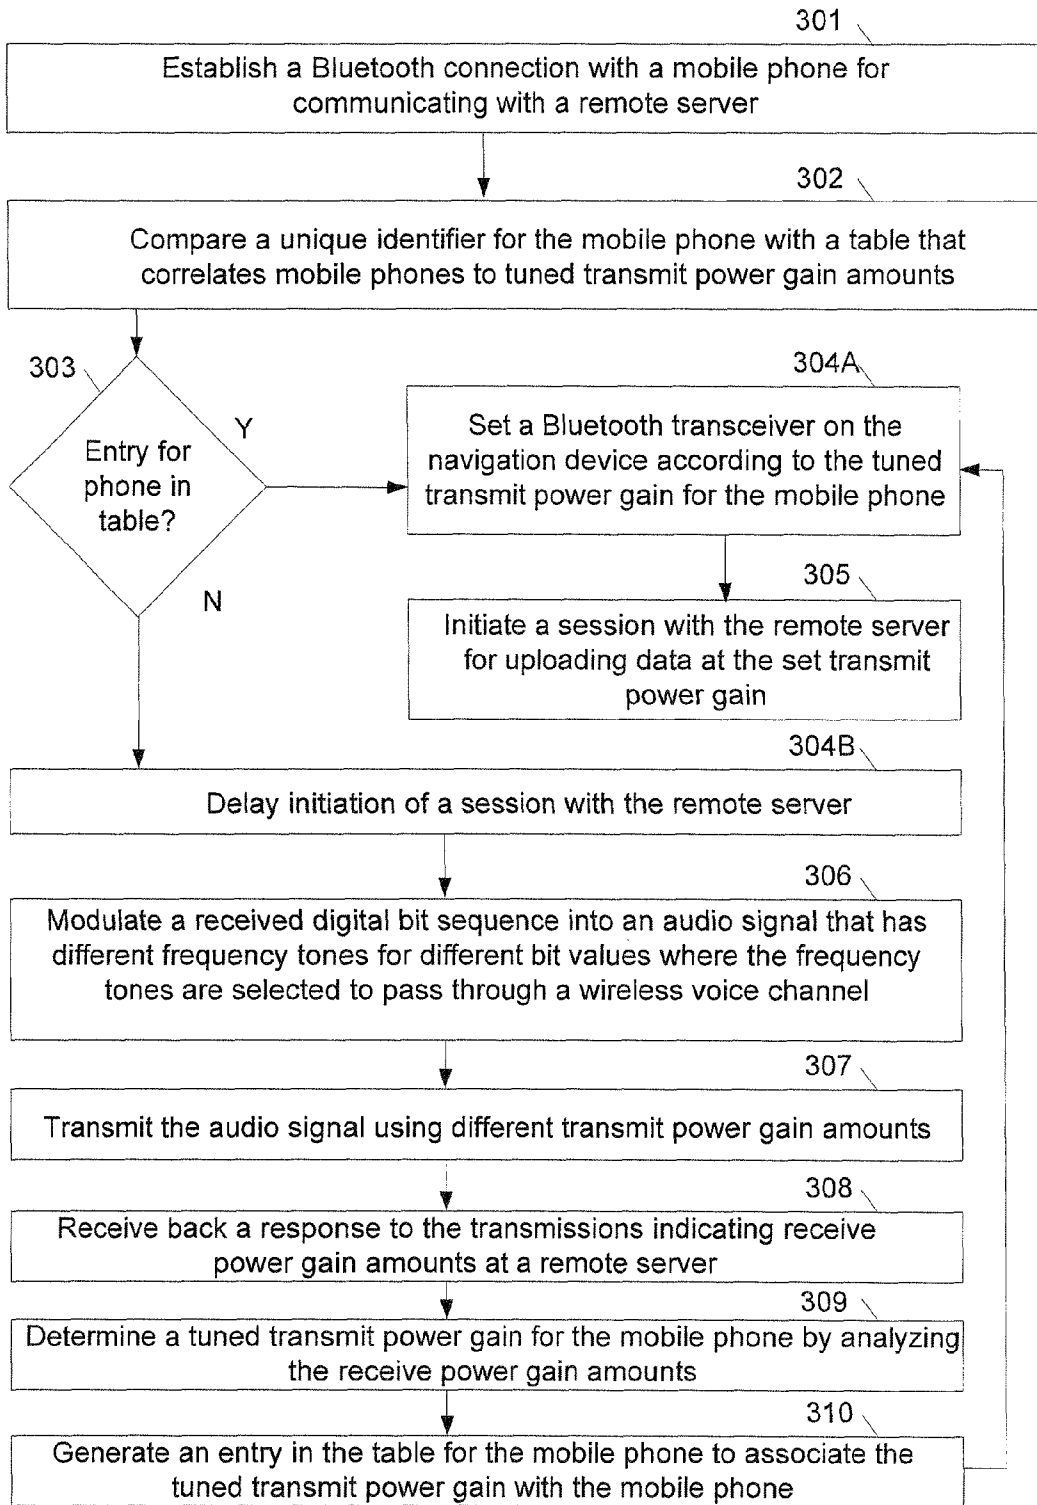 301
Establish a Bluetooth connection with a mobile phone for
communicating with a remote server
302
Compare a unique identifier for the mobile phone with a table that
correlates mobile phones to tuned transmit power gain amounts
303
Entry for
phone in
table?
Y
N
304A
Set a Bluetooth transceiver on the
navigation device according to the tuned
transmit power gain for the mobile phone
305
Initiate a session with the remote server
for uploading data at the set transmit
power gain
304B
Delay initiation of a session with the remote server
306
Modulate a received digital bit sequence into an audio signal that has
different frequency tones for different bit values where the frequency
tones are selected to pass through a wireless voice channel
307
Transmit the audio signal using different transmit power gain amounts
308
Receive back a response to the transmissions indicating receive
power gain amounts at a remote server
309
Determine a tuned transmit power gain for the mobile phone by analyzing
the receive power gain amounts
310
Generate an entry in the table for the mobile phone to associate the
tuned transmit power gain with the mobile phone